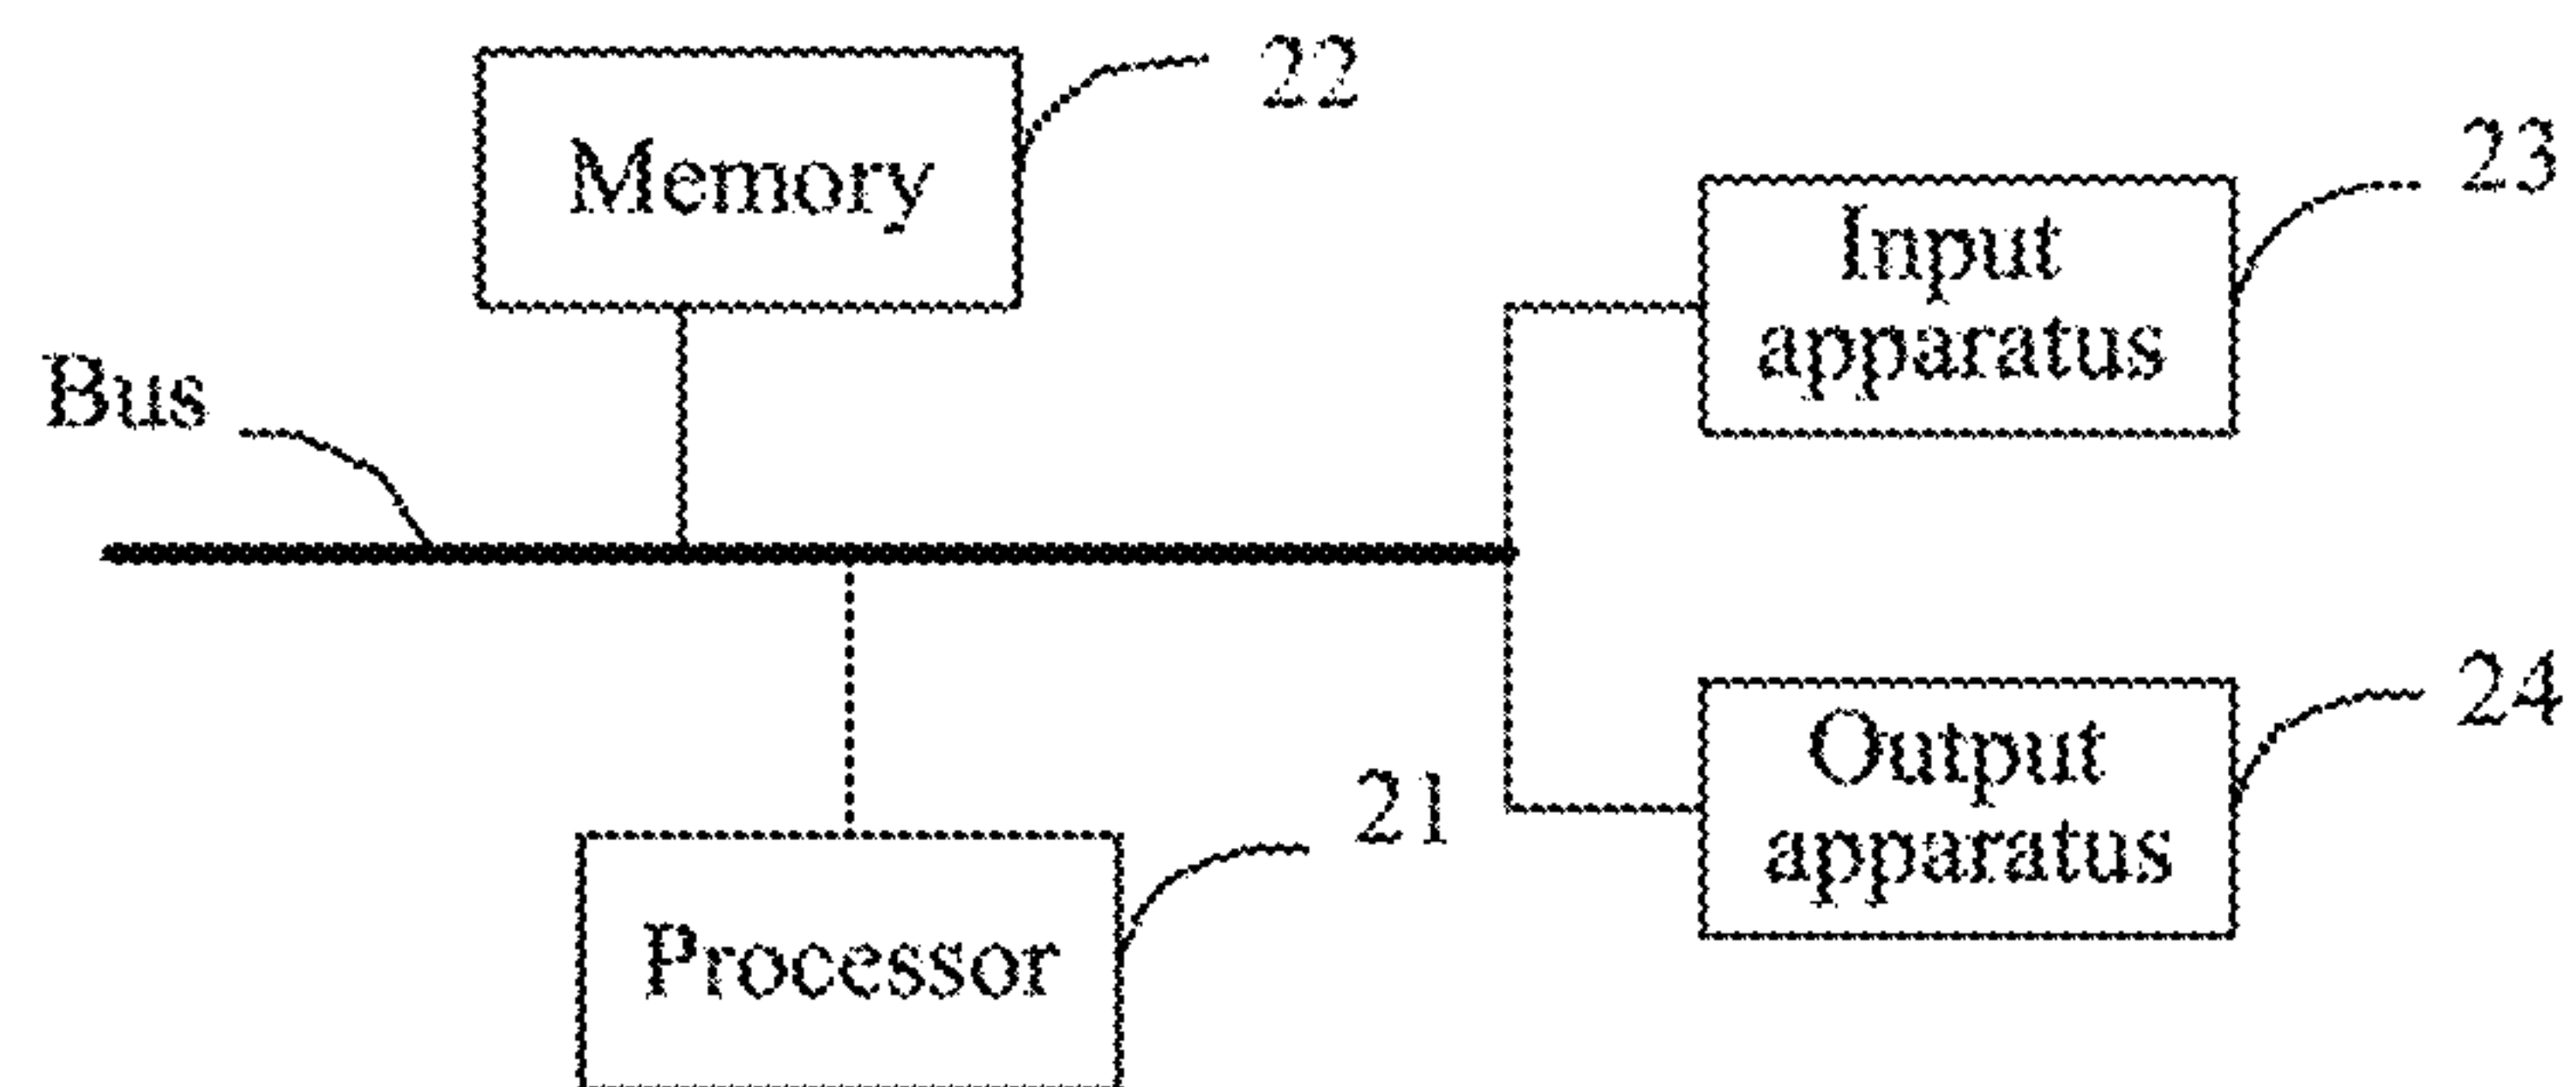 22
Memory
23
Input
apparatus
Bus
24
Output
apparatus
21
Processor